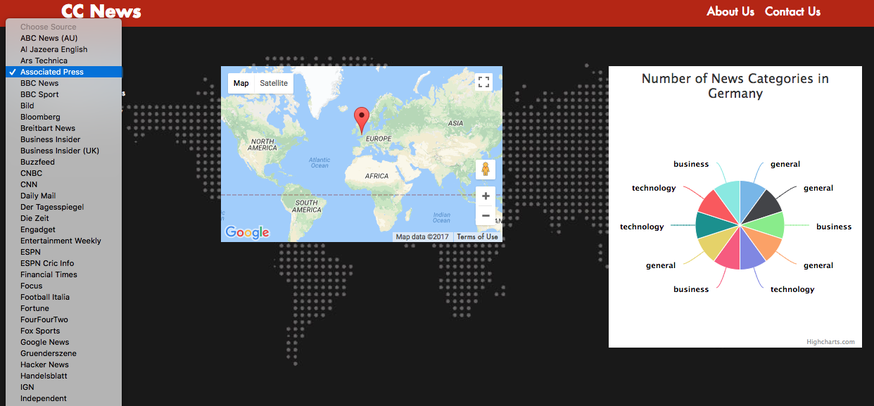 CC News
About Us Contact Us
Choose Source
ABC News (AU)
Al Jazeera English
Ars Technica
✓ Associated Press
BBC News
BBC Sport
Bild
Bloomberg
Breitbart News
Business Insider
Business Insider (UK)
Buzzfeed
CNBC
CNN
Daily Mail
Der Tagesspiegel
Die Zeit
Engadget
Entertainment Weekly
ESPN
ESPN Cric Info
Financial Times
Focus
Football Italia
Fortune
FourFourTwo
Fox Sports
Google News
Gruenderszene
Hacker News
Handelsblatt
IGN
Independent
s
Map Satellite
NORTH
AMERICA
EUROPE
ASIA
Atlantic
Ocean
AFRICA
SOUTH
AMERICA
Indian
Ocean
+
−
Google
Map data ©2017 Terms of Use
Number of News Categories in
Germany
business
general
technology
general
technology
business
general
general
business
technology
Highcharts.com